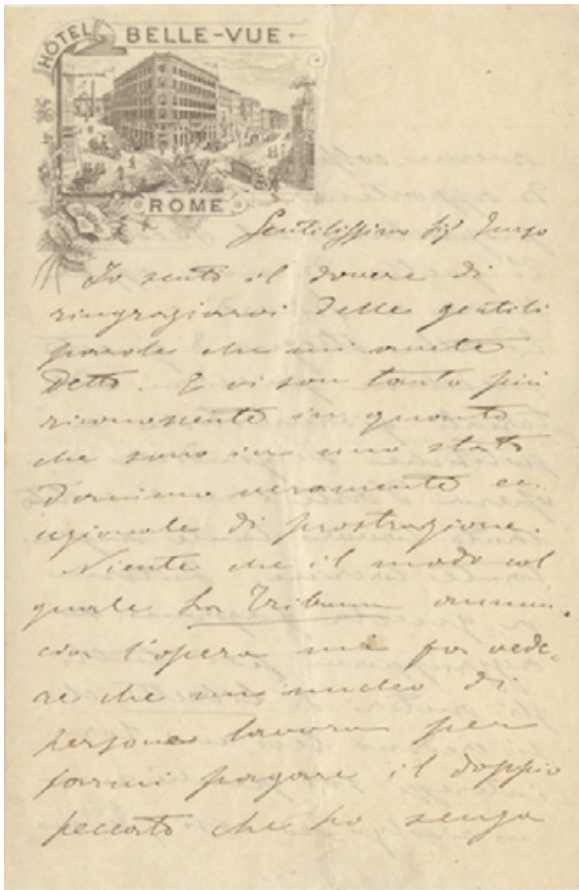 HÔTEL BELLE-VUE
ROME
Gentilissimo Sig
Io sento il dovere di
ringraziarvi delle gentili
parole che mi avete
detto. E vi son tanto più
riconoscente in quanto
che sono in uno stato
d'animo veramente ec-
cezionale di prostrazione.
Niente che il modo col
quale La Tribuna annun-
cia l'opera mi fa vede-
re che un nucleo di
persone lavora per
farmi pagare il doppio
peccato che ho senza